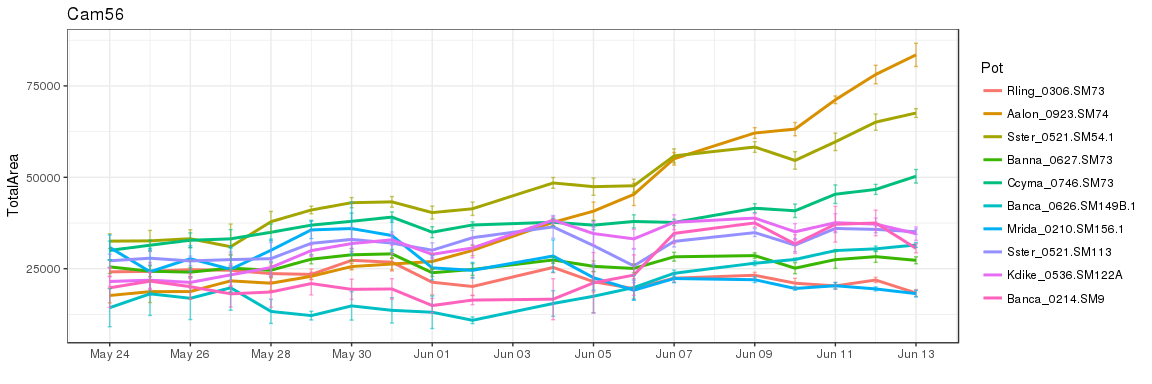 Cam56
TotalArea
75000
50000
25000
May 24
May 26
May 28
May 30
Jun 01
Jun 03
Jun 05
Jun 07
Jun 09
Jun 11
Jun 13
Pot
Rling_0306.SM73
Aalon_0923.SM74
Sster_0521.SM54.1
Banna_0627.SM73
Ccyma_0746.SM73
Banca_0626.SM149B.1
Mrida_0210.SM156.1
Sster_0521.SM113
Kdike_0536.SM122A
Banca_0214.SM9